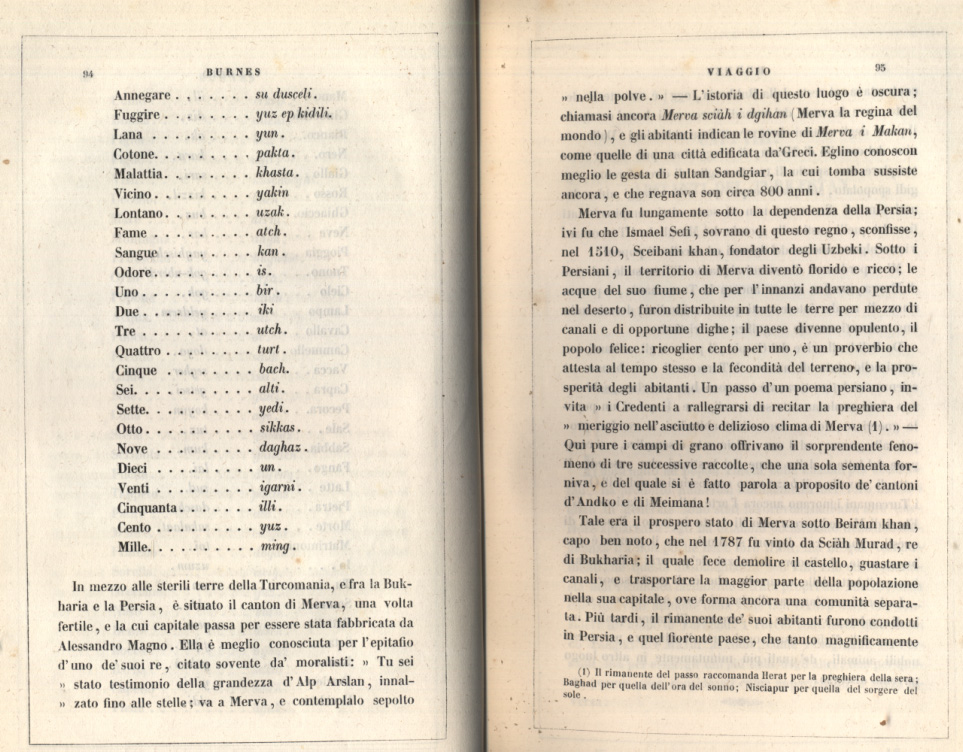 94 BURNES
Annegare . , . . . . . su dusceli.
Fuggire . . . . . . . . yuz ep kidili.
Lana . . . . . . . . . yun.
Cotone. . . . . . . . . pakta.
Malattia. . . . . . . . khasta.
Vicino. . . . . . . . . yakin
Lontano. . . . . . . . uzak.
Fame . . . . . . . . . atch.
Sangue . . . . . . . . kan.
Odore. . . . . . . . . is.
Uno . . . . . . . . . . bir.
Due. . . . . . . . . . iki
Tre . . . . . . . . . . utch.
Quattro . . . . . . . . turt.
Cinque . . . . . . . . bach.
Sei. . . . . . . . . . alti.
Sette. . . . . . . . . yedi.
Otto. . . . . . . . . . sikkas.
Nove . . . . . . . . . daghaz.
Dieci . . . . . . . . . un.
Venti . . . . . . . . . igarni.
Cinquanta. . . . . . . illi.
Cento . . . . . . . . . yuz.
Mille. . . . . . . . . ming.
In mezzo alle sterili terre della Turcomania, e fra la Buk-
haria e la Persia, è situato il canton di Merva, una volta
fertile, e la cui capitale passa per essere stata fabbricata da
Alessandro Magno. Ella è meglio conosciuta per l'epitafio
d'uno de' suoi re, citato sovente da' moralisti: » Tu sei
» stato testimonio della grandezza d'Alp Arslan, innal-
» zato fino alle stelle; va a Merva, e contemplalo sepolto
VIAGGIO 95
» nella polve. » — L'istoria di questo luogo è oscura;
chiamasi ancora Merva sciàh i dgihan (Merva la regina del
mondo), e gli abitanti indican le rovine di Merva i Makan,
come quelle di una città edificata da'Greci. Eglino conoscon
meglio le gesta di sultan Sandgiar, la cui tomba sussiste
ancora, e che regnava son circa 800 anni.
Merva fu lungamente sotto la dependenza della Persia;
ivi fu che Ismael Sefi, sovrano di questo regno, sconfisse,
nel 1510, Sceibani khan, fondator degli Uzbeki. Sotto i
Persiani, il territorio di Merva diventò florido e ricco; le
acque del suo fiume, che per l'innanzi andavano perdute
nel deserto, furon distribuite in tutte le terre per mezzo di
canali e di opportune dighe; il paese divenne opulento, il
popolo felice: ricoglier cento per uno, è un proverbio che
attesta al tempo stesso e la fecondità del terreno, e la pro-
sperità degli abitanti. Un passo d'un poema persiano, in-
vita » i Credenti a rallegrarsi di recitar la preghiera del
» meriggio nell'asciutto e delizioso clima di Merva (1). » —
Qui pure i campi di grano offrivano il sorprendente feno-
meno di tre successive raccolte, che una sola sementa for-
niva, e del quale si è fatto parola a proposito de' cantoni
d'Andko e di Meimana!
Tale era il prospero stato di Merva sotto Beiram khan,
capo ben noto, che nel 1787 fu vinto da Sciàh Murad, re
di Bukharia; il quale fece demolire il castello, guastare i
canali, e trasportare la maggior parte della popolazione
nella sua capitale, ove forma ancora una comunità separa-
ta. Più tardi, il rimanente de' suoi abitanti furono condotti
in Persia, e quel fiorente paese, che tanto magnificamente
(1) Il rimanente del passo raccomanda Herat per la preghiera della sera;
Baghad per quella dell'ora del sonno; Nisciapur per quella del sorgere del
sole.